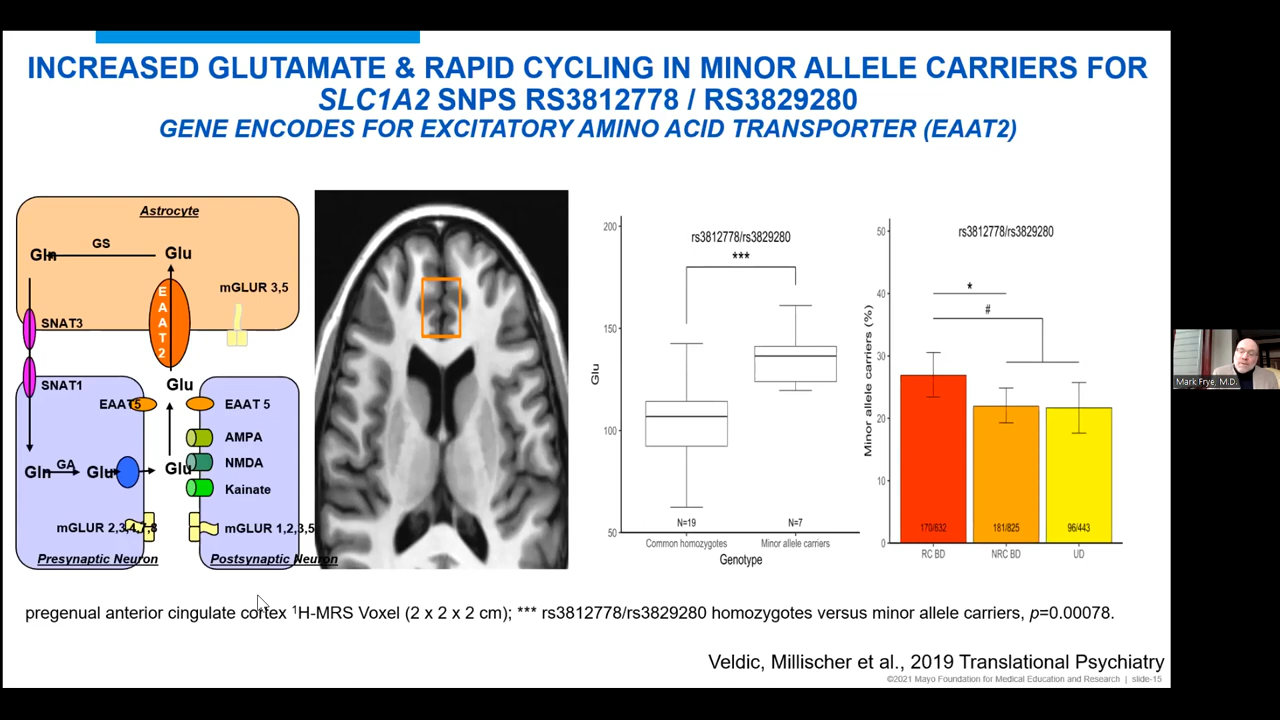 INCREASED GLUTAMATE & RAPID CYCLING IN MINOR ALLELE CARRIERS FOR
SLC1A2 SNPS RS3812778 / RS3829280
GENE ENCODES FOR EXCITATORY AMINO ACID TRANSPORTER (EAAT2)
Astrocyte
Gln
GS
Glu
EAAT2
mGLUR 3,5
SNAT3
SNAT1
Glu
EAAT5
EAAT 5
AMPA
NMDA
Kainate
Gln
GA
Glu
Glu
mGLUR 2,3,4,7,8
mGLUR 1,2,3,5
Presynaptic Neuron
Postsynaptic Neuron
200
150
100
50
Glu
rs3812778/rs3829280
***
N=19
N=7
Common homozygotes
Minor allele carriers
Genotype
50
40
30
20
10
0
Minor allele carriers (%)
rs3812778/rs3829280
*
#
170/632
181/825
96/443
RC BD
NRC BD
UD
Mark Frye, M.D.
pregenual anterior cingulate cortex ¹H-MRS Voxel (2 x 2 x 2 cm); *** rs3812778/rs3829280 homozygotes versus minor allele carriers, p=0.00078.
Veldic, Millischer et al., 2019 Translational Psychiatry
©2021 Mayo Foundation for Medical Education and Research | slide-15